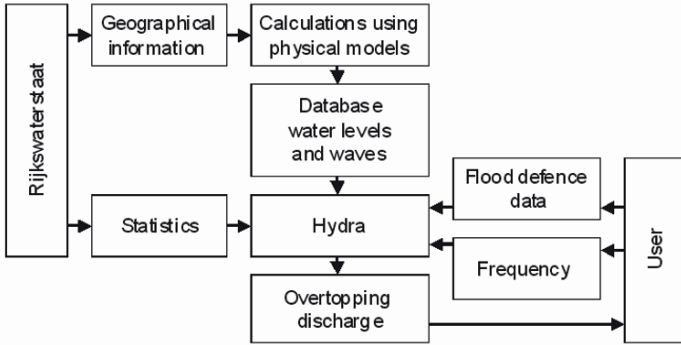 Rijkswaterstaat
Geographical
information
Calculations using
physical models
Database
water levels
and waves
Statistics
Hydra
Flood defence
data
Frequency
User
Overtopping
discharge